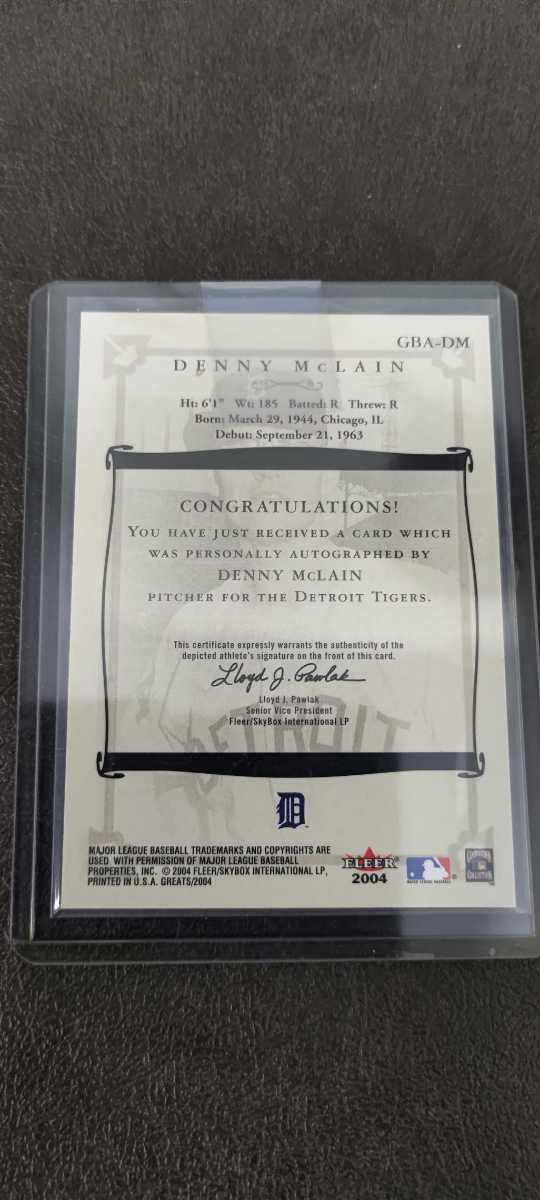 GBA-DM
DENNY McLAIN
Ht: 6'1" Wt: 185 Batted: R Threw: R
Born: March 29, 1944, Chicago, IL
Debut: September 21, 1963
CONGRATULATIONS!
YOU HAVE JUST RECEIVED A CARD WHICH
WAS PERSONALLY AUTOGRAPHED BY
DENNY McLAIN
PITCHER FOR THE DETROIT TIGERS.
This certificate expressly warrants the authenticity of the
depicted athlete's signature on the front of this card.
Lloyd J. Pawlak
Lloyd J. Pawlak
Senior Vice President
Fleer/SkyBox International LP
DETROIT
D
MAJOR LEAGUE BASEBALL TRADEMARKS AND COPYRIGHTS ARE
USED WITH PERMISSION OF MAJOR LEAGUE BASEBALL
PROPERTIES, INC. © 2004 FLEER/SKYBOX INTERNATIONAL LP,
PRINTED IN U.S.A. GREATS/2004
FLEER
2004
MAJOR LEAGUE BASEBALL
COOPERSTOWN
COLLECTION